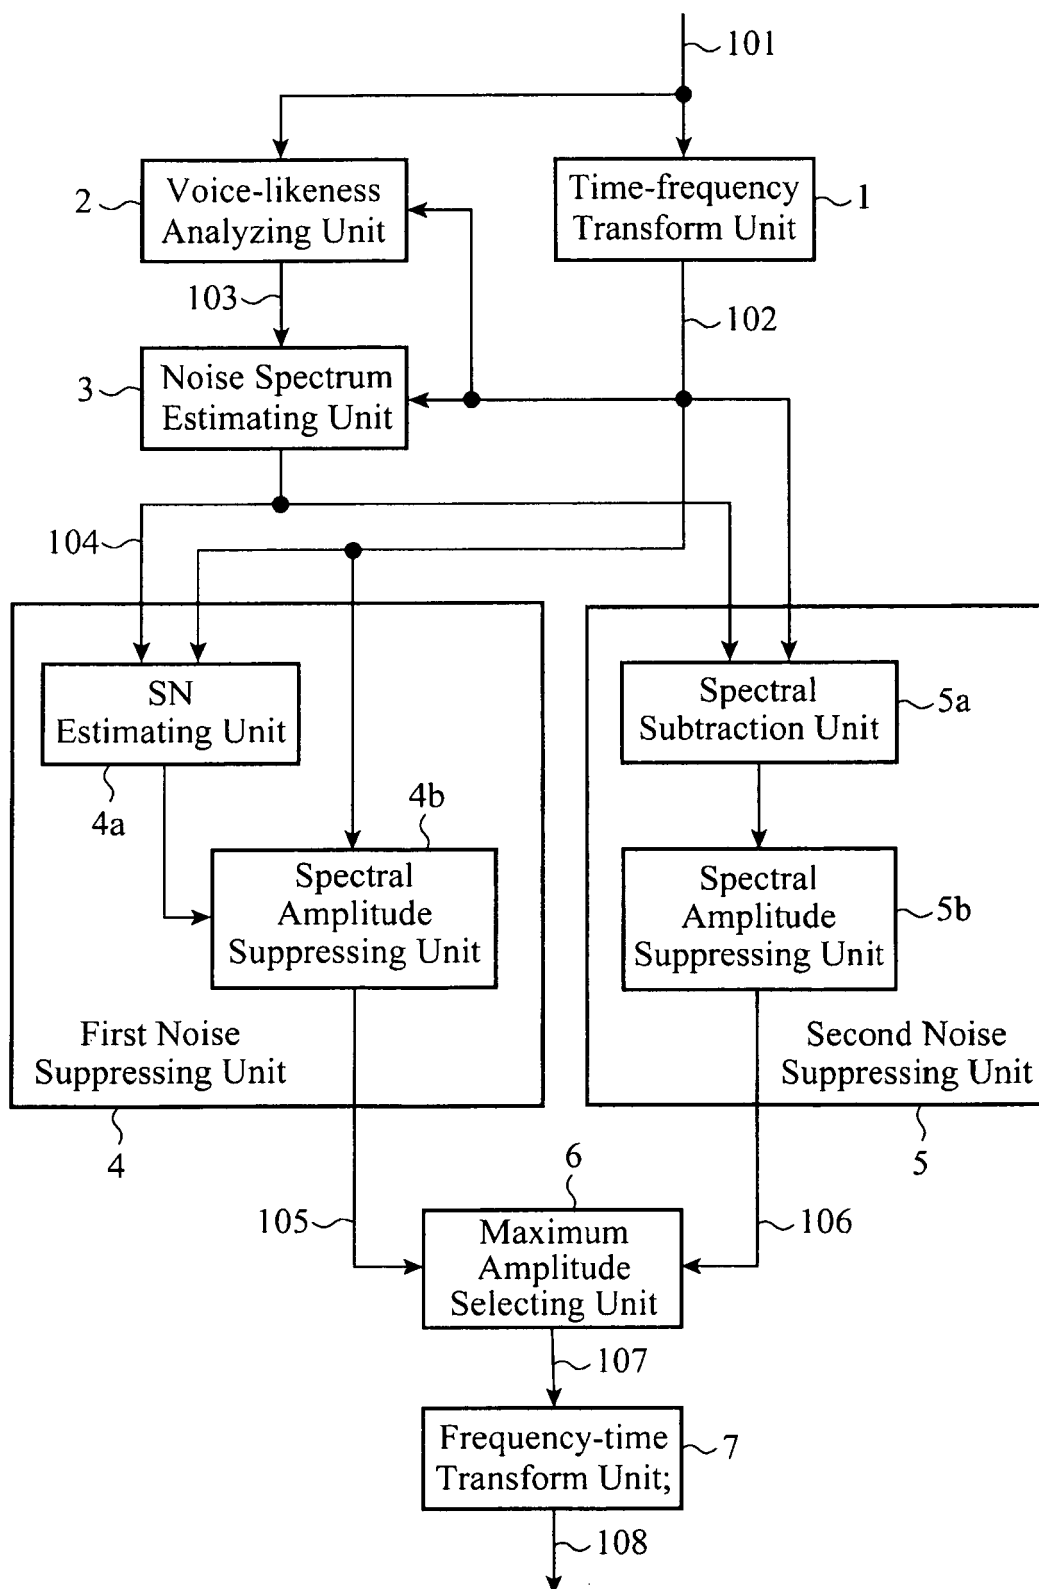 101
2
Voice-likeness
Analyzing Unit
Time-frequency
Transform Unit
1
103
102
3
Noise Spectrum
Estimating Unit
104
SN
Estimating Unit
4a
4b
Spectral
Amplitude
Suppressing Unit
First Noise
Suppressing Unit
4
Spectral
Subtraction Unit
5a
Spectral
Amplitude
Suppressing Unit
5b
Second Noise
Suppressing Unit
5
105
6
106
Maximum
Amplitude
Selecting Unit
107
Frequency-time
Transform Unit;
7
108